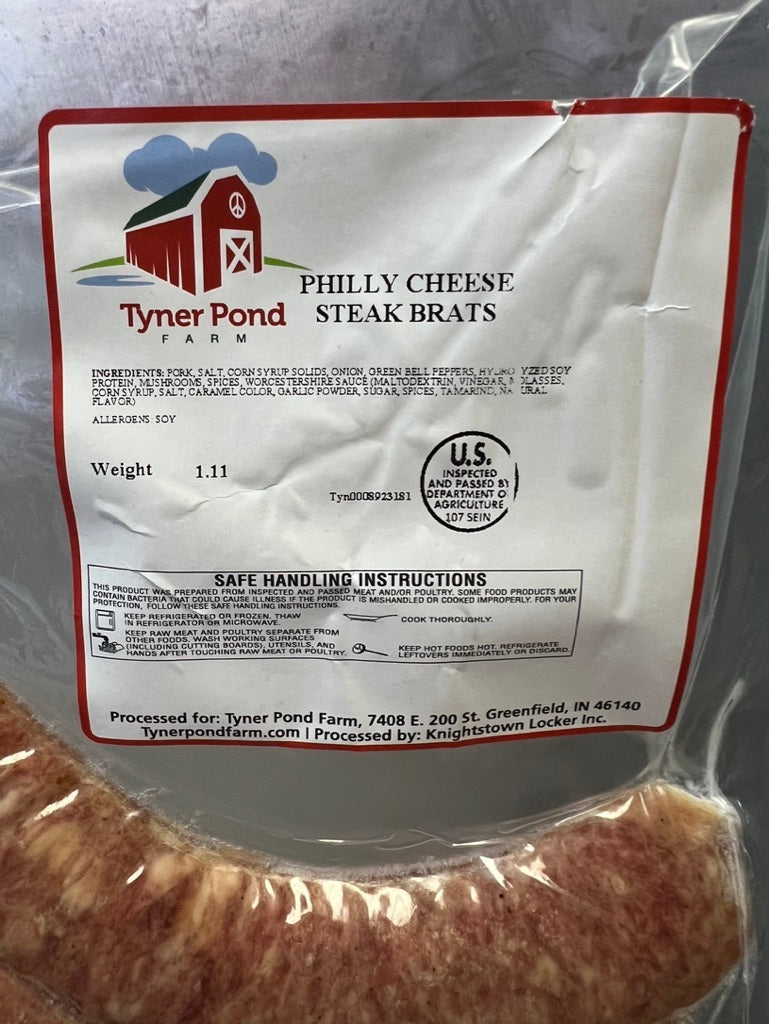 Tyner Pond
FARM
PHILLY CHEESE
STEAK BRATS
INGREDIENTS: PORK, SALT, CORN SYRUP SOLIDS, ONION, GREEN BELL PEPPERS, SOY
PROTEIN, MUSHROOMS, SPICES, WORCESTERSHIRE SAUCE (MALTODEXTRIN, VINEGAR,
CORN SYRUP, SALT, CARAMEL COLOR, GARLIC POWDER, SUGAR, SPICES, TAMARIND,
FLAVOR)
ALLERGENS: SOY
Weight 1.11
Tyn0008923181
U.S.
INSPECTED
AND PASSED BY
DEPARTMENT O
AGRICULTURE
107 SEIN
SAFE HANDLING INSTRUCTIONS
THIS PRODUCT WAS PREPARED FROM INSPECTED AND PASSED MEAT AND/OR POULTRY. SOME FOOD PRODUCTS MAY
CONTAIN BACTERIA THAT COULD CAUSE ILLNESS IF THE PRODUCT IS MISHANDLED OR COOKED IMPROPERLY. FOR YOUR
PROTECTION, FOLLOW THESE SAFE HANDLING INSTRUCTIONS.
KEEP REFRIGERATED OR FROZEN. THAW
IN REFRIGERATOR OR MICROWAVE.
KEEP RAW MEAT AND POULTRY SEPARATE FROM
OTHER FOODS. WASH WORKING SURFACES
(INCLUDING CUTTING BOARDS), UTENSILS, AND
HANDS AFTER TOUCHING RAW MEAT OR POULTRY.
COOK THOROUGHLY.
KEEP HOT FOODS HOT. REFRIGERATE
LEFTOVERS IMMEDIATELY OR DISCARD.
Processed for: Tyner Pond Farm, 7408 E. 200 St. Greenfield, IN 46140
Tynerpondfarm.com | Processed by: Knightstown Locker Inc.